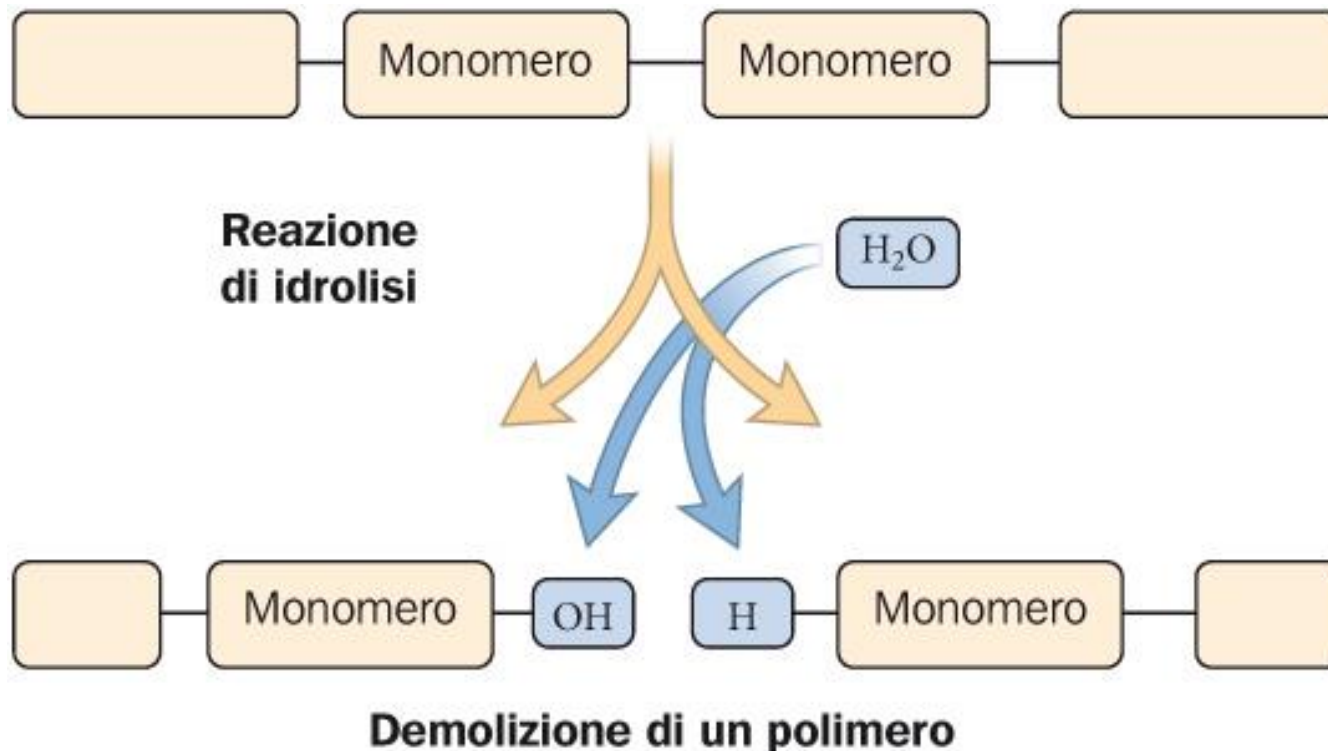 Monomero Monomero
Reazione
di idrolisi
H₂O
Monomero OH H Monomero
Demolizione di un polimero